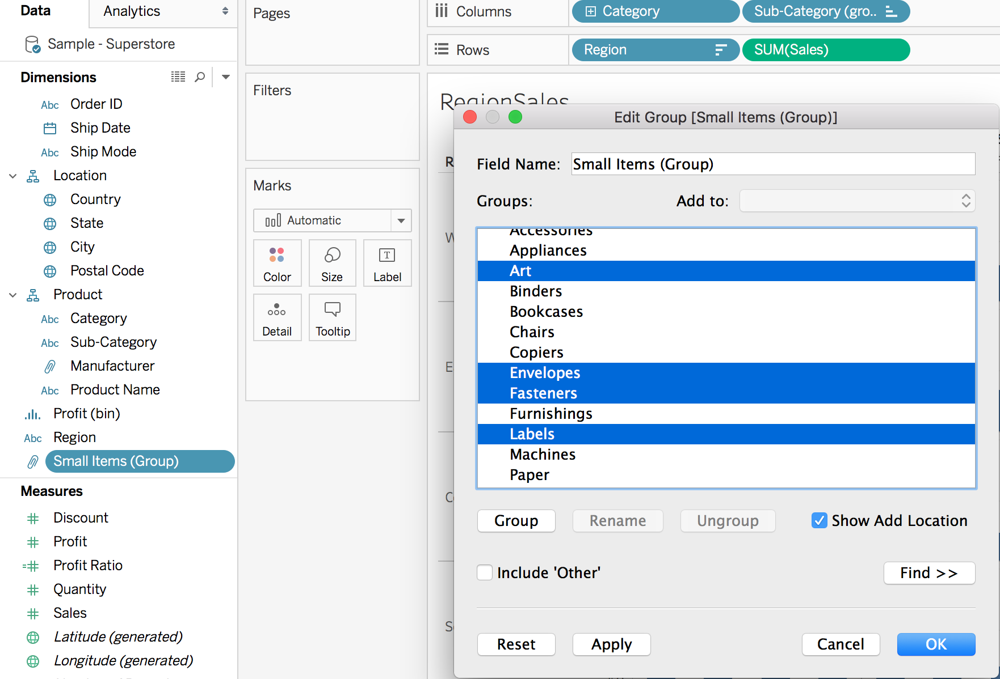 Data
Analytics
Sample - Superstore
Dimensions
Abc Order ID
Ship Date
Abc Ship Mode
Location
Country
State
City
Postal Code
Product
Abc Category
Abc Sub-Category
Manufacturer
Abc Product Name
Profit (bin)
Abc Region
Small Items (Group)
Measures
Discount
Profit
=# Profit Ratio
Quantity
Sales
Latitude (generated)
Longitude (generated)
Pages
Filters
Marks
Automatic
Color
Size
T
Label
Detail
Tooltip
Columns
Category
Sub-Category (gro..
Rows
Region
SUM(Sales)
RegionSales
Edit Group [Small Items (Group)]
Field Name: Small Items (Group)
Groups:
Add to:
Accessories
Appliances
Art
Binders
Bookcases
Chairs
Copiers
Envelopes
Fasteners
Furnishings
Labels
Machines
Paper
Group
Rename
Ungroup
Show Add Location
Include 'Other'
Find >>
Reset
Apply
Cancel
OK